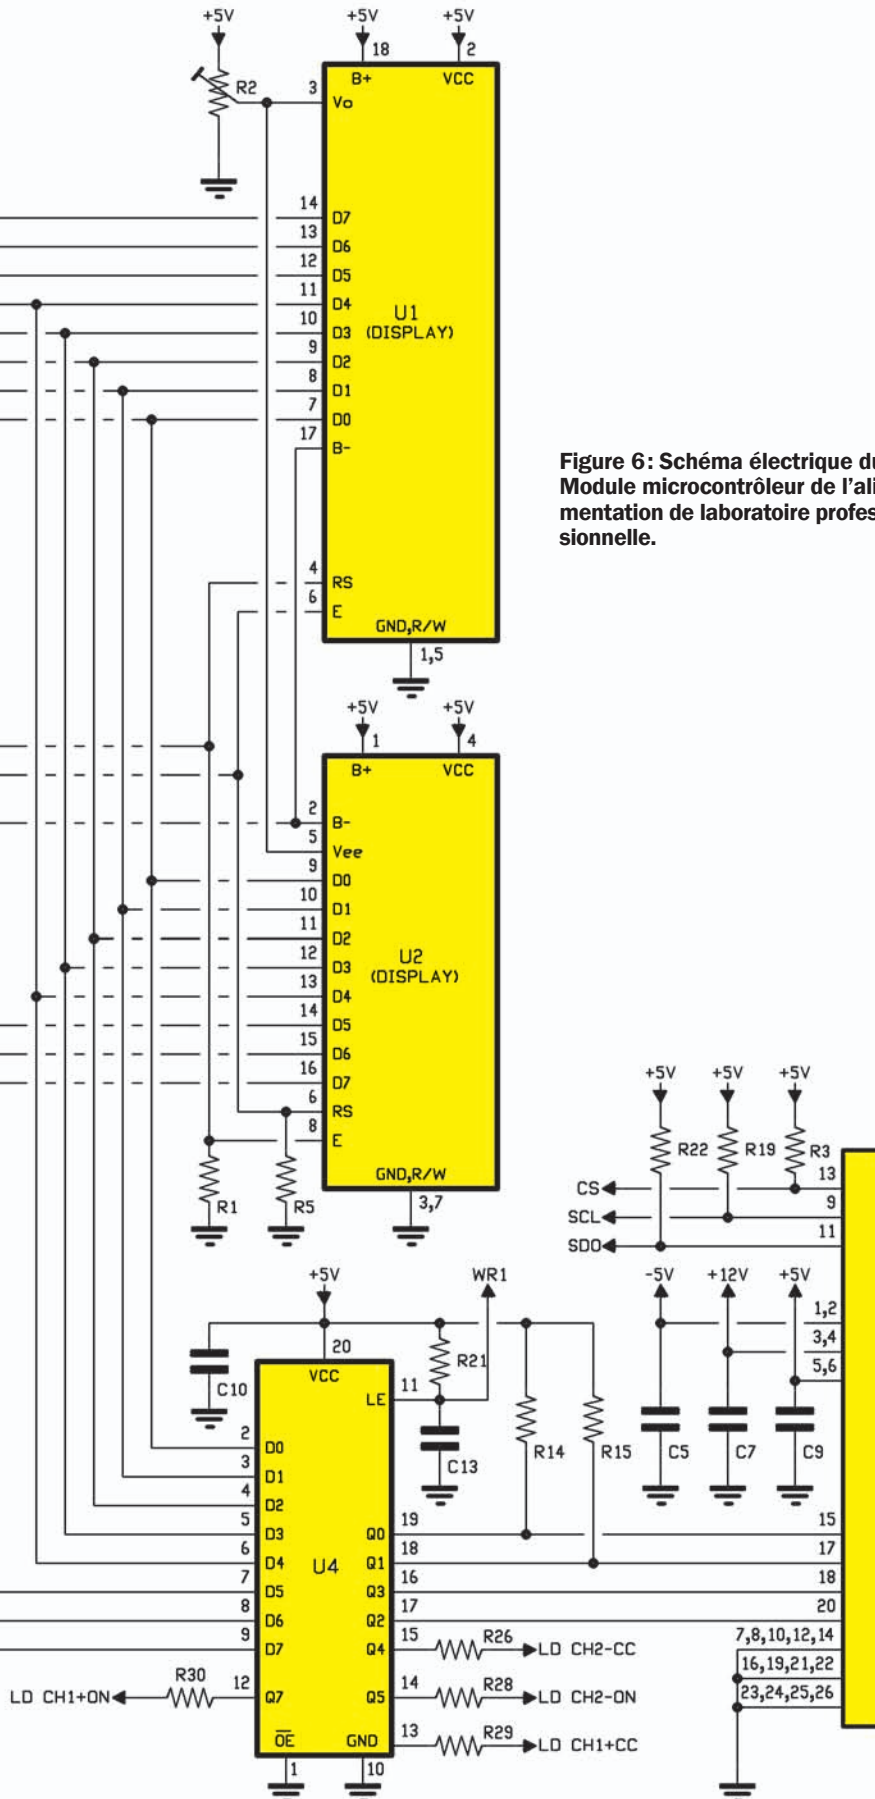 +5V +5V +5V
18 2
R2 3 B+ VCC
Vo
14 D7
13 D6
12 D5
11 D4
10 D3
9 D2
8 D1
7 D0
17 B-
U1
(DISPLAY)
Figure 6: Schéma électrique du
Module microcontrôleur de l'ali
mentation de laboratoire profes
sionnelle.
4 RS
6 E
GND,R/W
1,5
+5V +5V
1 4
B+ VCC
2 B-
5 Vee
9 D0
10 D1
11 D2
12 D3
13 D4
14 D5
15 D6
16 D7
6 RS
8 E
U2
(DISPLAY)
GND,R/W
3,7
R1 R5
+5V +5V +5V
R22 R19 R3
CS 13
SCL 9
SDO 11
-5V +12V +5V
1,2
3,4
5,6
C5 C7 C9
+5V WR1
20
VCC
C10
R21
LE 11
C13
R14 R15
2 D0
3 D1
4 D2
5 D3
6 D4
7 D5
8 D6
9 D7
U4
Q0 19 15
Q1 18 17
Q3 16 18
Q2 17 20
Q4 15 R26 LD CH2-CC
Q5 14 R28 LD CH2-ON
13 R29 LD CH1+CC
LD CH1+ON R30 12 Q7
OE GND
1 10
7,8,10,12,14
16,19,21,22
23,24,25,26